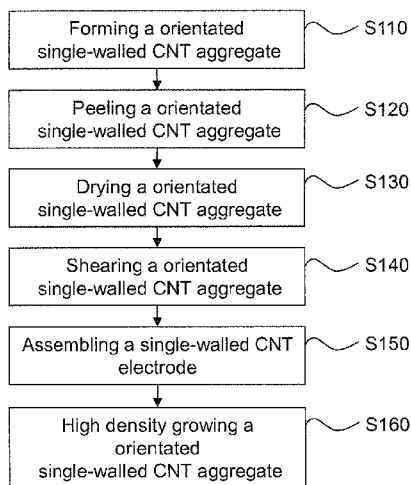 Forming a orientated
single-walled CNT aggregate
S110
Peeling a orientated
single-walled CNT aggregate
S120
Drying a orientated
single-walled CNT aggregate
S130
Shearing a orientated
single-walled CNT aggregate
S140
Assembling a single-walled CNT
electrode
S150
High density growing a
orientated
single-walled CNT aggregate
S160